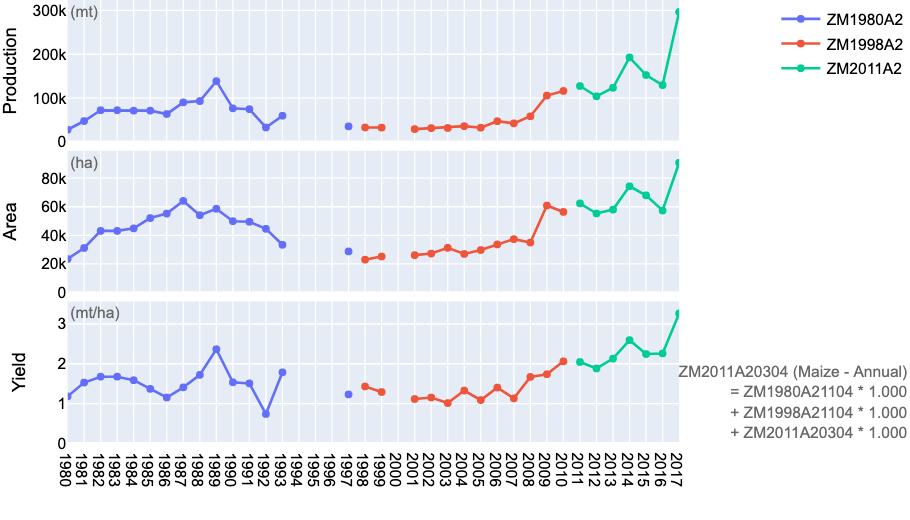 300k
(mt)
200k
100k
0
Production
ZM1980A2
ZM1998A2
ZM2011A2
(ha)
80k
60k
40k
20k
0
Area
(mt/ha)
3
2
1
0
Yield
ZM2011A20304 (Maize - Annual)
= ZM1980A21104 * 1.000
+ ZM1998A21104 * 1.000
+ ZM2011A20304 * 1.000
1980
1981
1982
1983
1984
1985
1986
1987
1988
1989
1990
1991
1992
1993
1994
1995
1996
1997
1998
1999
2000
2001
2002
2003
2004
2005
2006
2007
2008
2009
2010
2011
2012
2013
2014
2015
2016
2017